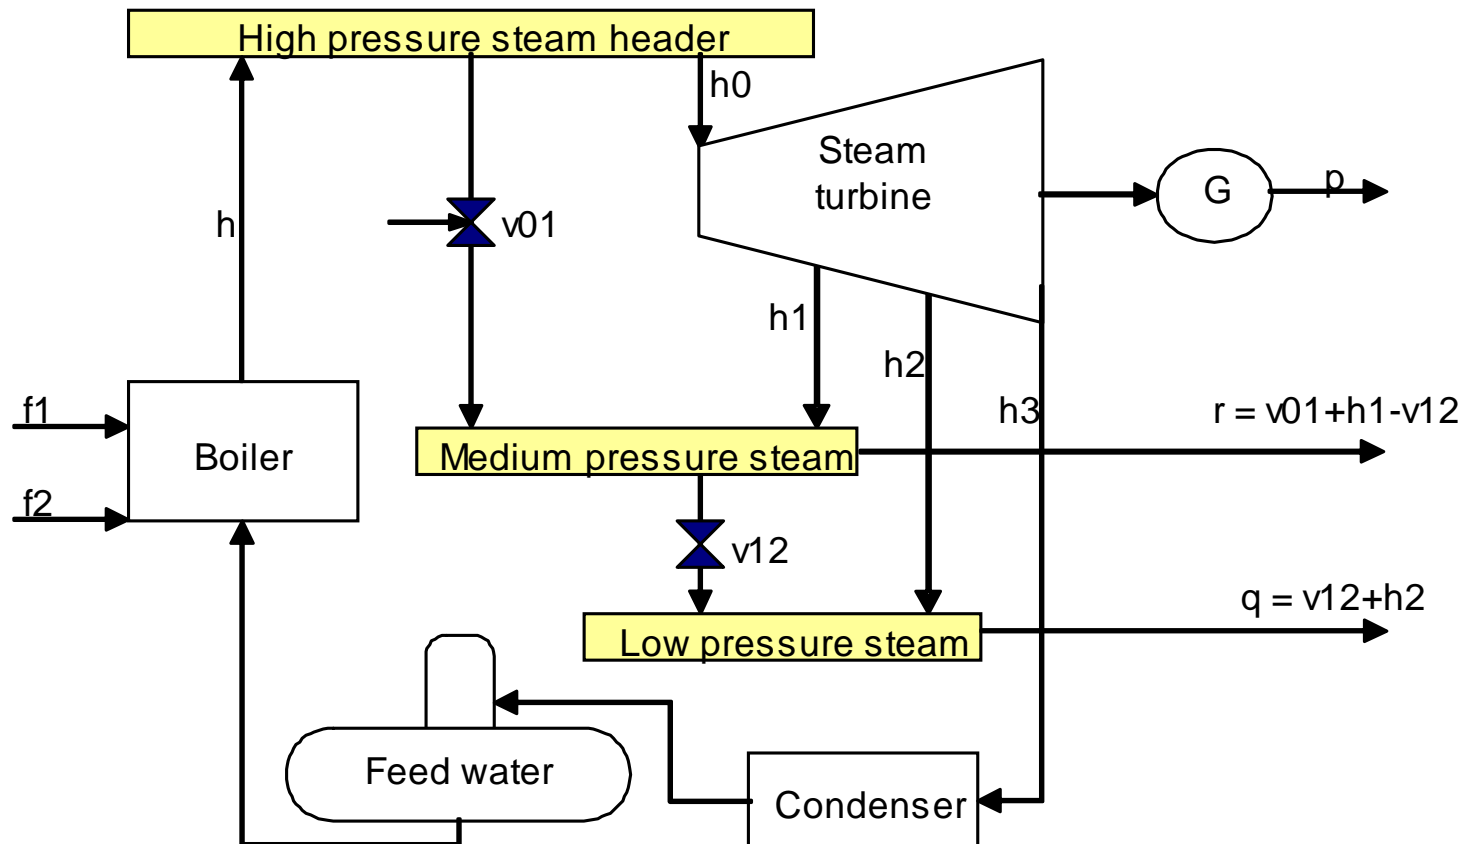 High pressure steam header
h0
Steam
turbine
G
p
h
v01
h1
h2
h3
r = v01+h1-v12
f1
Boiler
Medium pressure steam
f2
v12
q = v12+h2
Low pressure steam
Feed water
Condenser